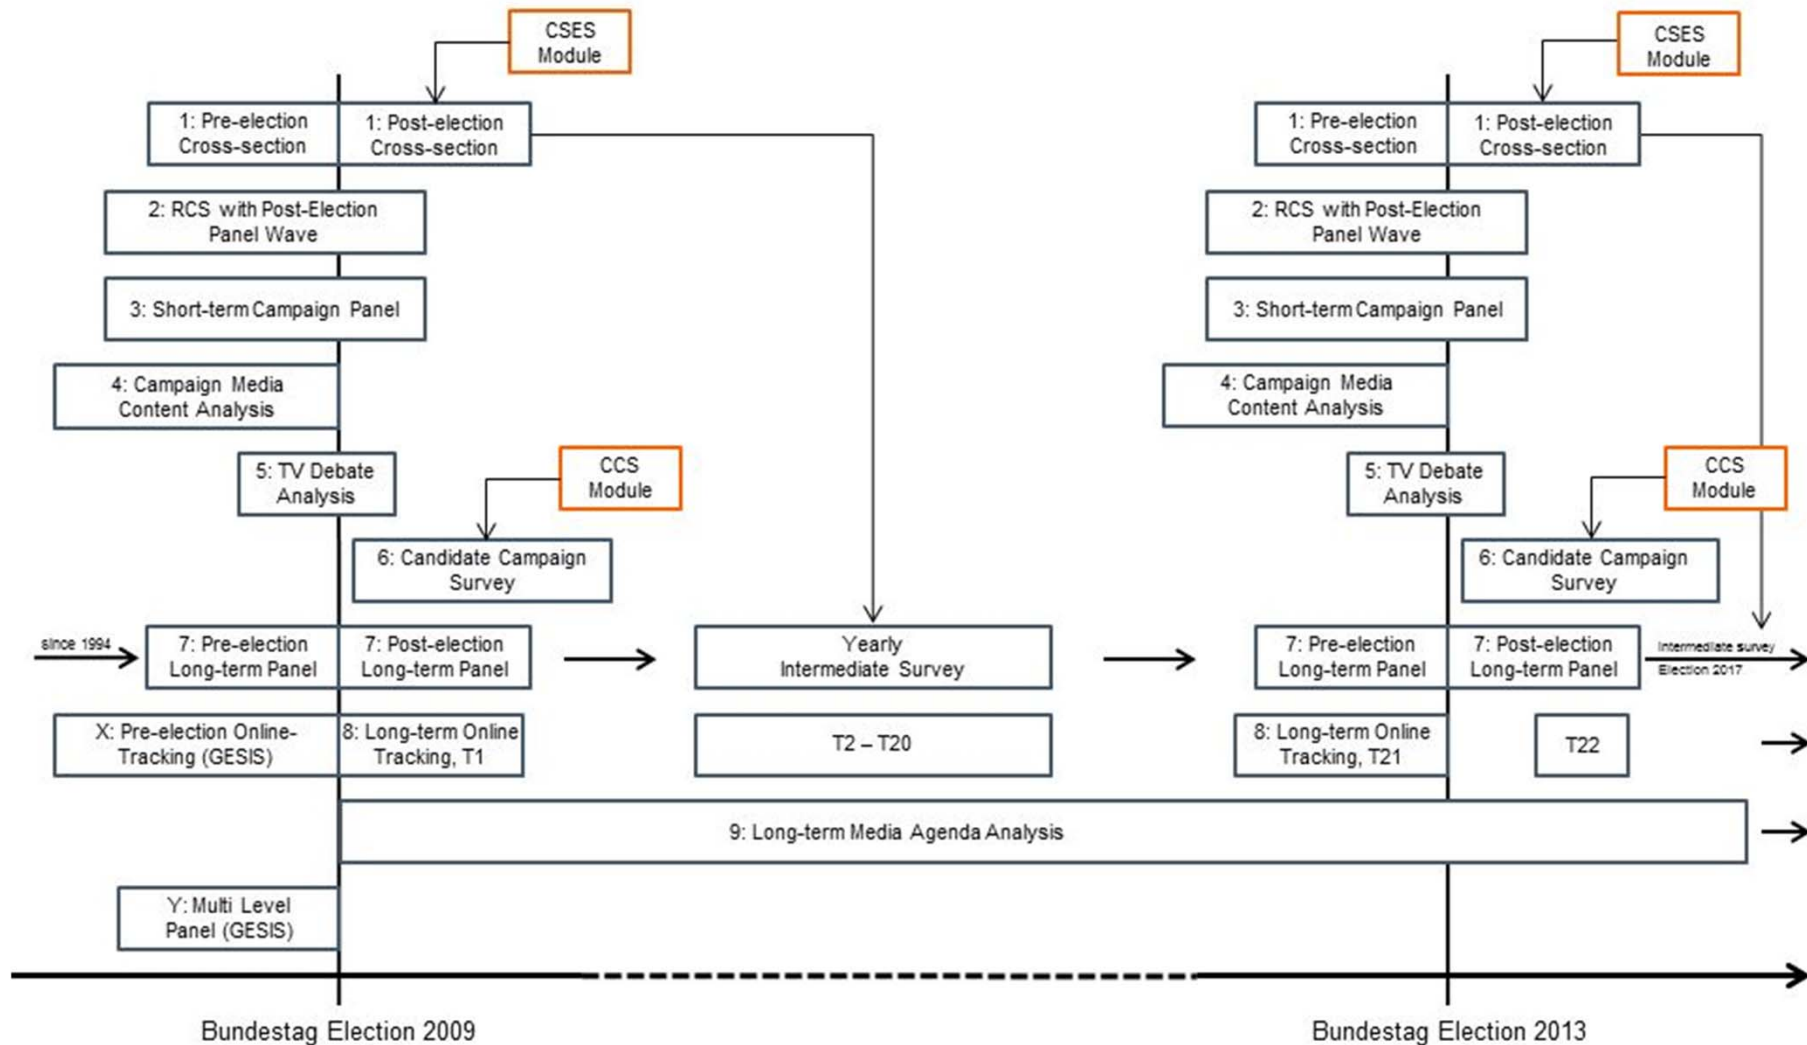 CSES
Module
CSES
Module
1: Pre-election
Cross-section
1: Post-election
Cross-section
1: Pre-election
Cross-section
1: Post-election
Cross-section
2: RCS with Post-Election
Panel Wave
2: RCS with Post-Election
Panel Wave
3: Short-term Campaign Panel
3: Short-term Campaign Panel
4: Campaign Media
Content Analysis
4: Campaign Media
Content Analysis
5: TV Debate
Analysis
CCS
Module
5: TV Debate
Analysis
CCS
Module
6: Candidate Campaign
Survey
6: Candidate Campaign
Survey
since 1994
7: Pre-election
Long-term Panel
7: Post-election
Long-term Panel
Yearly
Intermediate Survey
7: Pre-election
Long-term Panel
7: Post-election
Long-term Panel
Intermediate survey
Election 2017
X: Pre-election Online-
Tracking (GESIS)
8: Long-term Online
Tracking, T1
T2 – T20
8: Long-term Online
Tracking, T21
T22
9: Long-term Media Agenda Analysis
Y: Multi Level
Panel (GESIS)
Bundestag Election 2009
Bundestag Election 2013